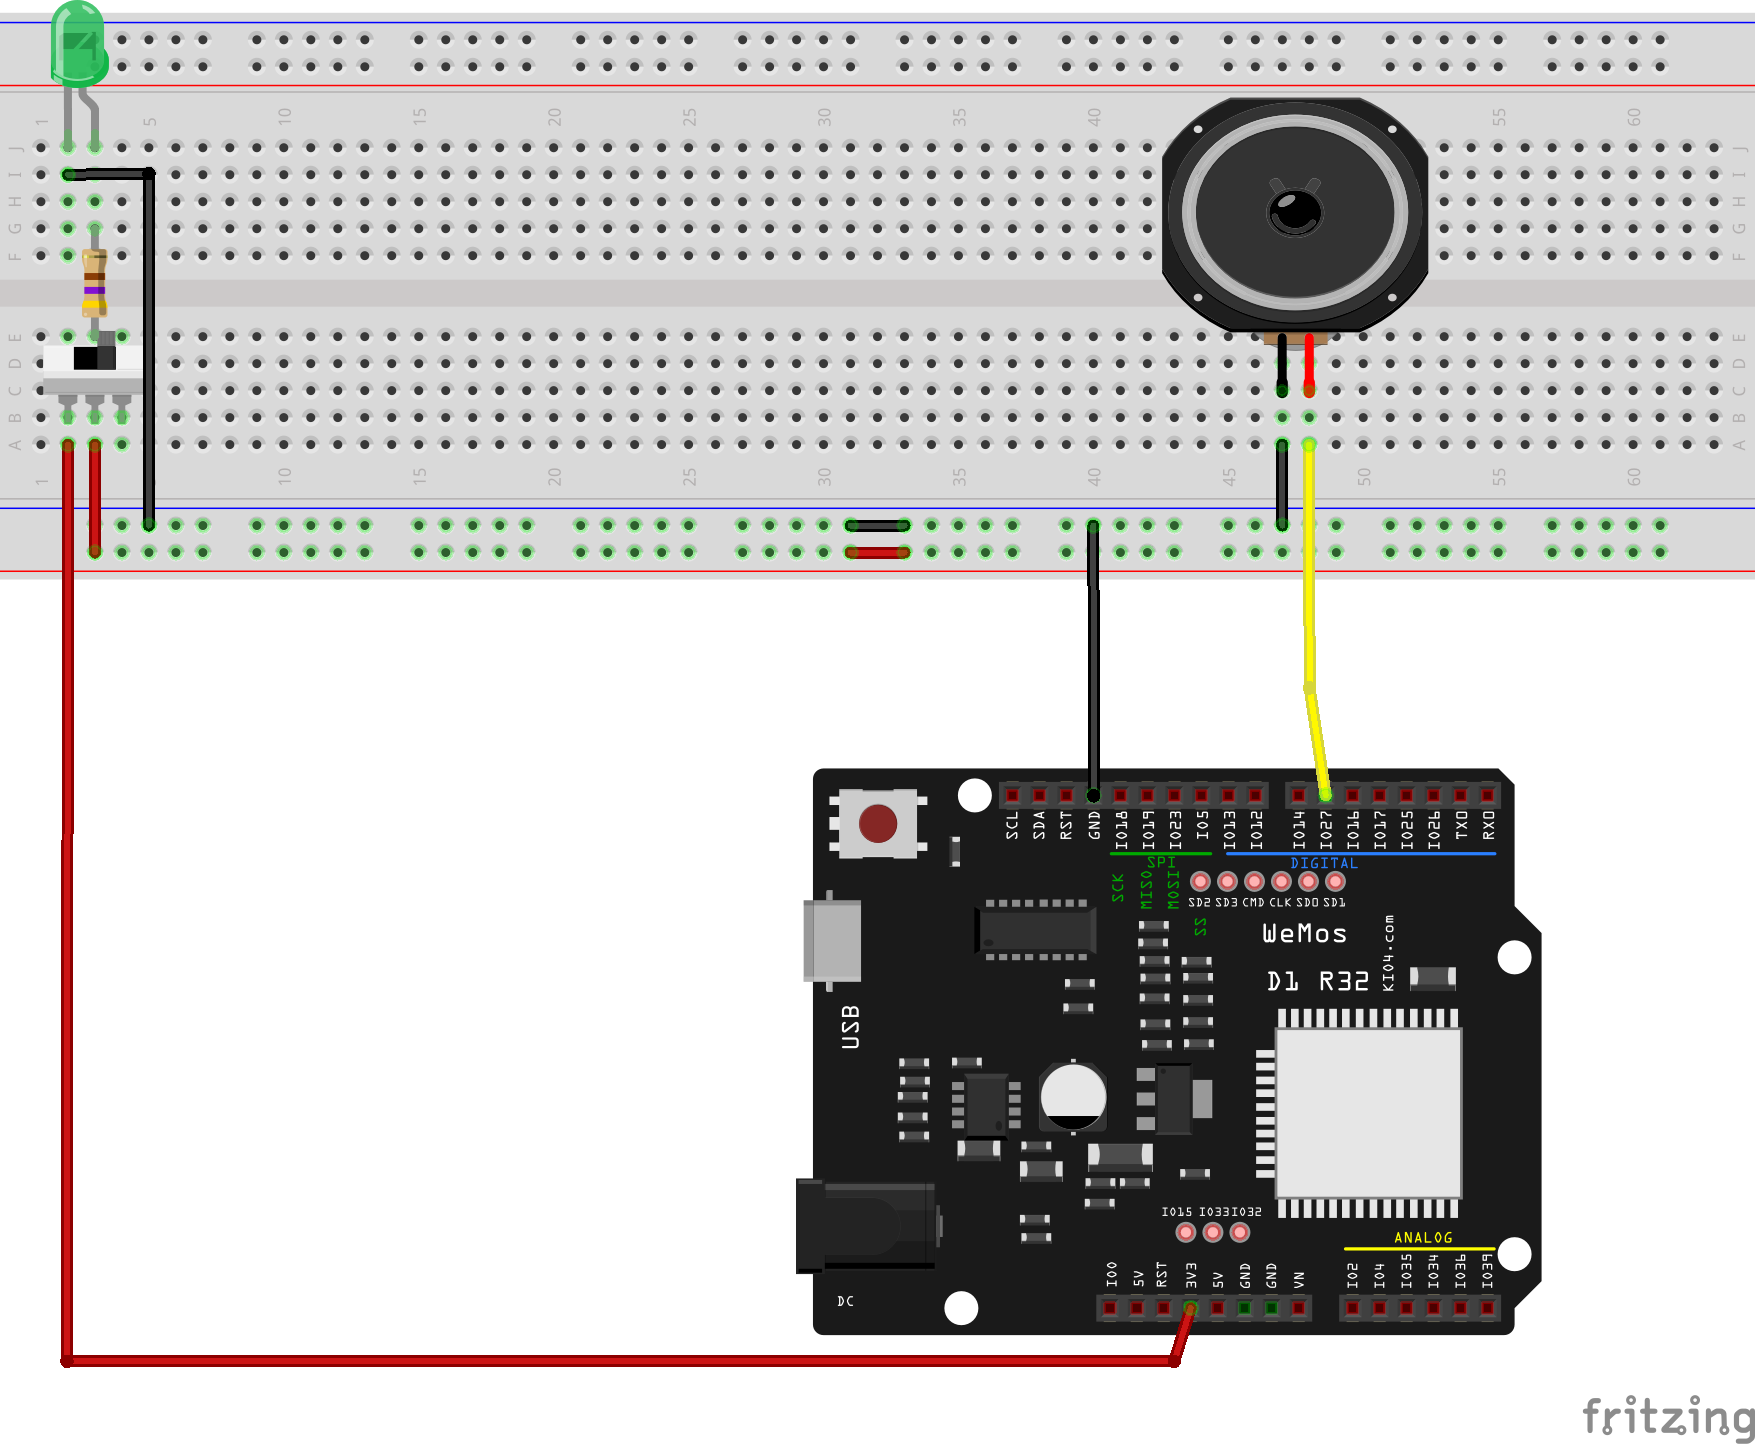 1 5 10 15 20 25 30 35 40 55 60
J J
I I
H H
G G
F F
E E
D D
C C
B B
A A
1 10 15 20 25 30 35 40 45 50 55 60
SCL SDA RST GND IO18 IO19 IO23 IO5 IO13 IO12 IO14 IO27 IO16 IO17 IO25 IO26 TX0 RX0
SPI DIGITAL
SCK MISO MOSI SS
SD2 SD3 CMD CLK SD0 SD1
WeMos
D1 R32
KIO4.com
USB
IO15 IO33 IO32
ANALOG
IO0 5V RST 3V3 5V GND GND VN IO2 IO4 IO35 IO34 IO36 IO39
DC
fritzing